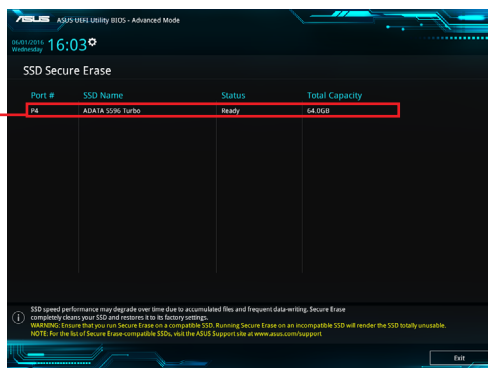 ASUS UEFI Utility BIOS - Advanced Mode
06/01/2016
Wednesday 16:03
SSD Secure Erase
Port # SSD Name Status Total Capacity
P4 ADATA S596 Turbo Ready 64.0GB
SSD speed performance may degrade over time due to accumulated files and frequent data-writing. Secure Erase
completely cleans your SSD and restores it to its factory settings.
WARNING: Ensure that you run Secure Erase on a compatible SSD. Running Secure Erase on an incompatible SSD will render the SSD totally unusable.
NOTE: For the list of Secure Erase-compatible SSDs, visit the ASUS Support site at www.asus.com/support
Exit